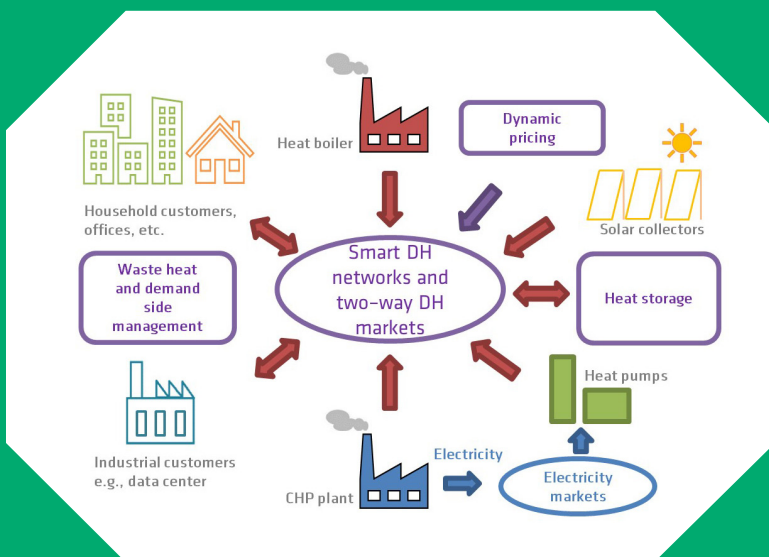 Heat boiler
Dynamic
pricing
Household customers,
offices, etc.
Solar collectors
Smart DH
networks and
two-way DH
markets
Waste heat
and demand
side
management
Heat storage
Heat pumps
Industrial customers
e.g., data center
CHP plant
Electricity
Electricity
markets